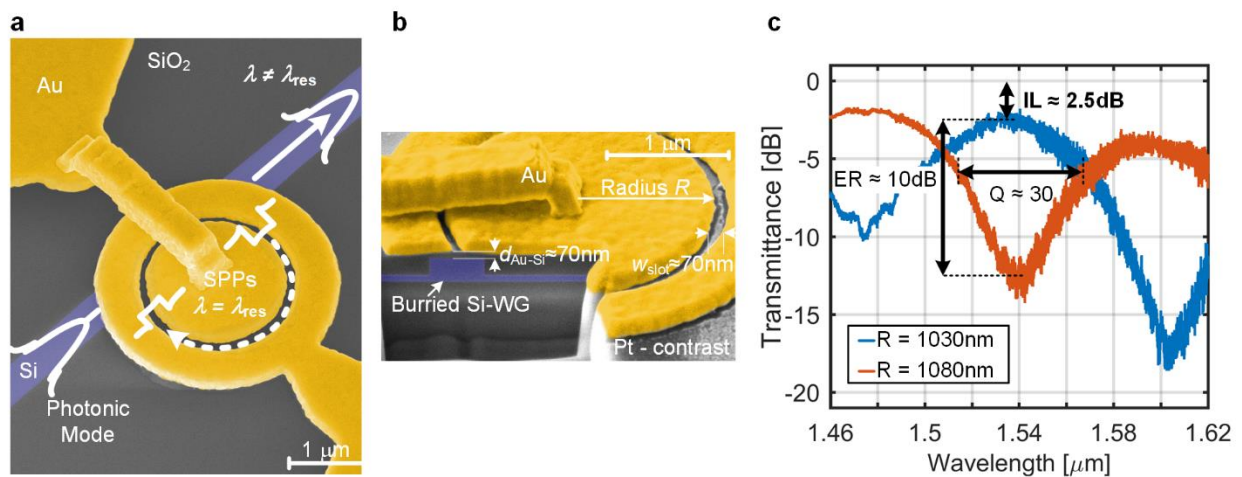 a
SiO2
λ ≠ λres
Au
SPPs
λ = λres
Si
Photonic
Mode
1 μm
b
1 μm
Au
Radius R
dAu-Si≈70nm
wslot≈70nm
Burried Si-WG
Pt - contrast
c
0
-5
-10
-15
-20
Transmittance [dB]
IL ≈ 2.5dB
ER ≈ 10dB
Q ≈ 30
R = 1030nm
R = 1080nm
1.46 1.5 1.54 1.58 1.62
Wavelength [μm]